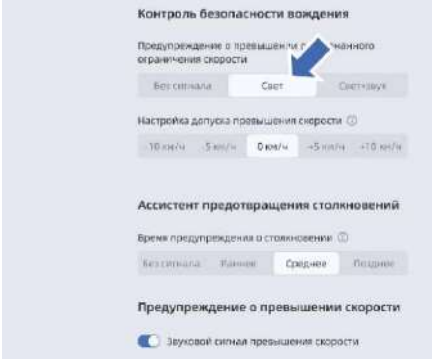 Контроль безопасности вождения
Предупреждение о превышении
ограничения скорости
Без сигнала Свет Свет+звук
Настройка допуска превышения скорости
-10 км/ч -5 км/ч 0 км/ч +5 км/ч +10 км/ч
Ассистент предотвращения столкновений
Время предупреждения о столкновении
Без сигнала Раннее Среднее Позднее
Предупреждение о превышении скорости
Звуковой сигнал превышения скорости